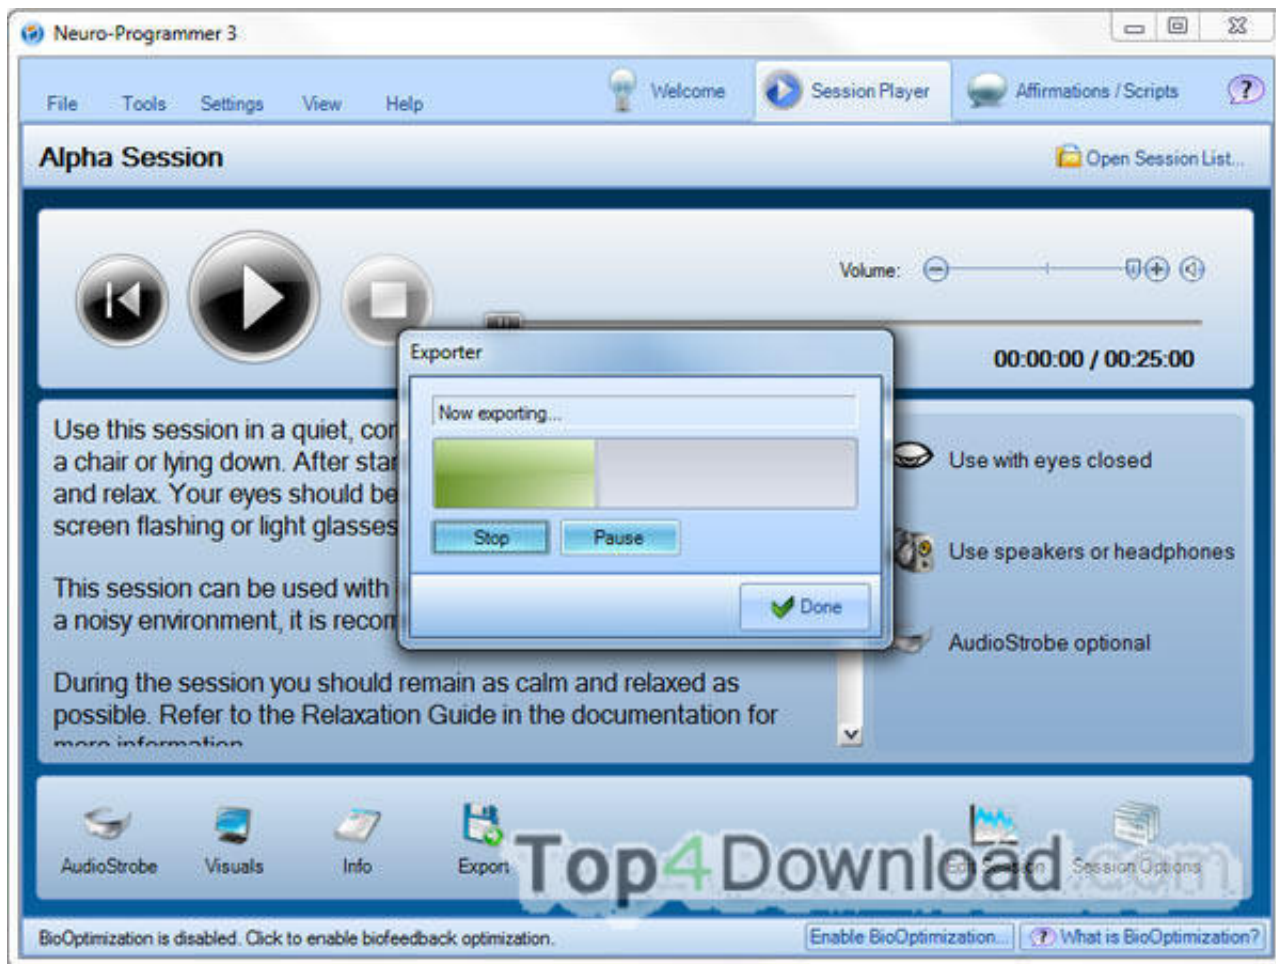 Neuro-Programmer 3
File Tools Settings View Help Welcome Session Player Affirmations / Scripts ?
Alpha Session Open Session List...
Volume:
00:00:00 / 00:25:00
Exporter
Now exporting...
Stop Pause
Done
Use this session in a quiet,
a chair or lying down. After
and relax. Your eyes should be
screen flashing or light glasses
This session can be used with
a noisy environment, it is
During the session you should remain as calm and relaxed as
possible. Refer to the Relaxation Guide in the documentation for
more information
Use with eyes closed
Use speakers or headphones
AudioStrobe optional
AudioStrobe Visuals Info Export Edit Session Session Options
Top4Download.com
BioOptimization is disabled. Click to enable biofeedback optimization. Enable BioOptimization... ? What is BioOptimization?